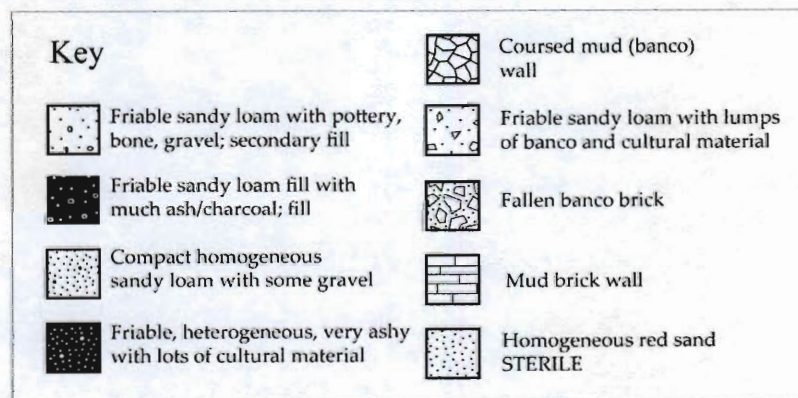 Key
Friable sandy loam with pottery,
bone, gravel; secondary fill
Friable sandy loam fill with
much ash/charcoal; fill
Compact homogeneous
sandy loam with some gravel
Friable, heterogeneous, very ashy
with lots of cultural material
Coursed mud (banco)
wall
Friable sandy loam with lumps
of banco and cultural material
Fallen banco brick
Mud brick wall
Homogeneous red sand
STERILE